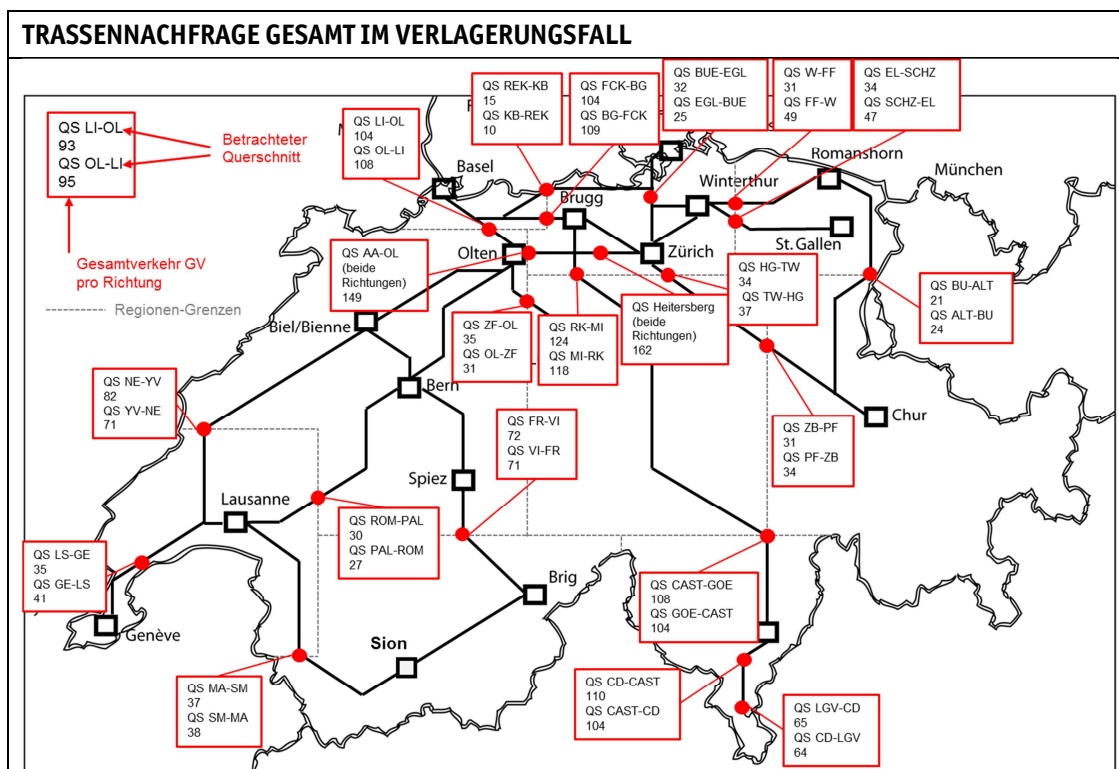 TRASSENNACHFRAGE GESAMT IM VERLAGERUNGSFALL
QS LI-OL
93
QS OL-LI
95
Betrachteter
Querschnitt
Gesamtverkehr GV
pro Richtung
Regionen-Grenzen
QS LI-OL
104
QS OL-LI
108
QS REK-KB
15
QS KB-REK
10
QS FCK-BG
104
QS BG-FCK
109
QS BUE-EGL
32
QS EGL-BUE
25
QS W-FF
31
QS FF-W
49
QS EL-SCHZ
34
QS SCHZ-EL
47
Basel
Brugg
Winterthur
Romanshorn
München
St. Gallen
Olten
Zürich
QS AA-OL
(beide
Richtungen)
149
QS HG-TW
34
QS TW-HG
37
QS BU-ALT
21
QS ALT-BU
24
Biel/Bienne
QS ZF-OL
35
QS OL-ZF
31
QS RK-MI
124
QS MI-RK
118
QS Heitersberg
(beide
Richtungen)
162
Bern
QS NE-YV
82
QS YV-NE
71
Chur
QS FR-VI
72
QS VI-FR
71
QS ZB-PF
31
QS PF-ZB
34
Spiez
Lausanne
QS ROM-PAL
30
QS PAL-ROM
27
QS LS-GE
35
QS GE-LS
41
Brig
QS CAST-GOE
108
QS GOE-CAST
104
Genève
Sion
QS MA-SM
37
QS SM-MA
38
QS CD-CAST
110
QS CAST-CD
104
QS LGV-CD
65
QS CD-LGV
64